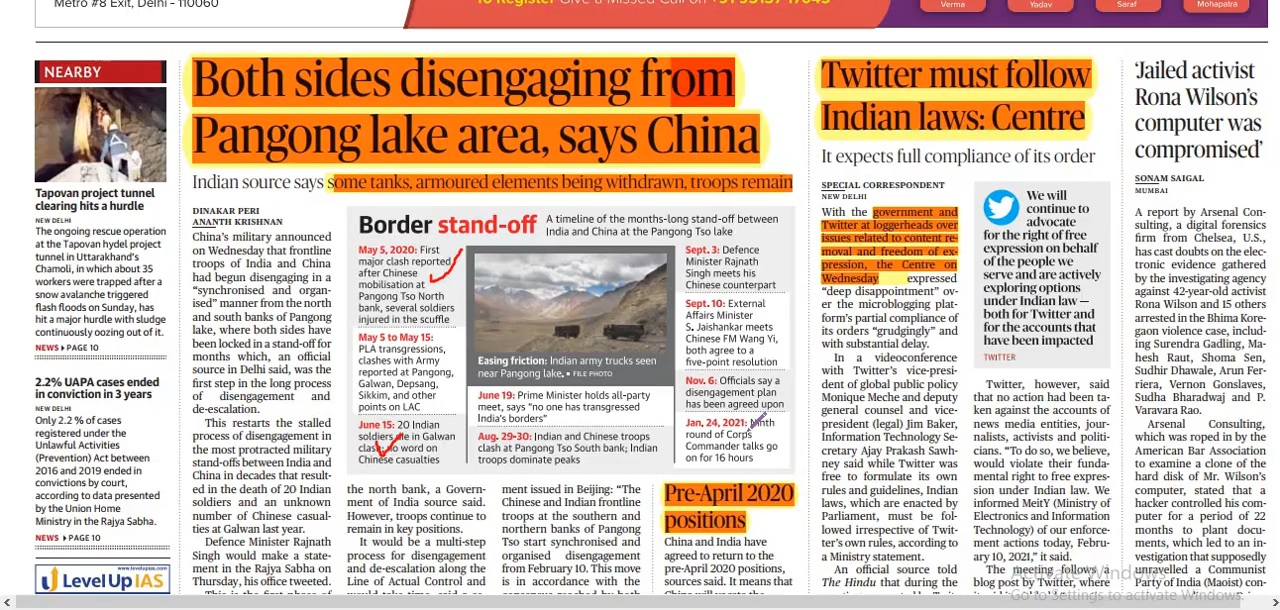 Metro #8 Exit, Delhi - 110060
to Register Give a Missed Call on
Verma
Yadav
Saraf
Mohapatra
NEARBY
Tapovan project tunnel
clearing hits a hurdle
NEW DELHI
The ongoing rescue operation
at the Tapovan hydel project
tunnel in Uttarakhand's
Chamoli, in which about 35
workers were trapped after a
snow avalanche triggered
flash floods on Sunday, has
hit a major hurdle with sludge
continuously oozing out of it.
NEWS ▶ PAGE 10
2.2% UAPA cases ended
in conviction in 3 years
NEW DELHI
Only 2.2 % of cases
registered under the
Unlawful Activities
(Prevention) Act between
2016 and 2019 ended in
convictions by court,
according to data presented
by the Union Home
Ministry in the Rajya Sabha.
NEWS ▶ PAGE 10
LevelUp IAS
Both sides disengaging from
Pangong lake area, says China
Indian source says some tanks, armoured elements being withdrawn, troops remain
DINAKAR PERI
ANANTH KRISHNAN
China's military announced
on Wednesday that frontline
troops of India and China
had begun disengaging in a
“synchronised and organ-
ised” manner from the north
and south banks of Pangong
lake, where both sides have
been locked in a stand-off for
months which, an official
source in Delhi said, was the
first step in the long process
of disengagement and
de-escalation.
This restarts the stalled
process of disengagement in
the most protracted military
stand-offs between India and
China in decades that result-
ed in the death of 20 Indian
soldiers and an unknown
number of Chinese casual-
ties at Galwan last year.
Defence Minister Rajnath
Singh would make a state-
ment in the Rajya Sabha on
Thursday, his office tweeted.
This is the first phase of
Border stand-off
A timeline of the months-long stand-off between
India and China at the Pangong Tso lake
May 5, 2020: First
major clash reported
after Chinese
mobilisation at
Pangong Tso North
bank, several soldiers
injured in the scuffle
May 5 to May 15:
PLA transgressions,
clashes with Army
reported at Pangong,
Galwan, Depsang,
Sikkim, and other
points on LAC
June 15: 20 Indian
soldiers die in Galwan
clash; no word on
Chinese casualties
Easing friction: Indian army trucks seen
near Pangong lake. • FILE PHOTO
June 19: Prime Minister holds all-party
meet, says “no one has transgressed
India's borders”
Aug. 29-30: Indian and Chinese troops
clash at Pangong Tso South bank; Indian
troops dominate peaks
Sept. 3: Defence
Minister Rajnath
Singh meets his
Chinese counterpart
Sept. 10: External
Affairs Minister
S. Jaishankar meets
Chinese FM Wang Yi,
both agree to a
five-point resolution
Nov. 6: Officials say a
disengagement plan
has been agreed upon
Jan. 24, 2021: Ninth
round of Corps
Commander talks go
on for 16 hours
the north bank, a Govern-
ment of India source said.
However, troops continue to
remain in key positions.
It would be a multi-step
process for disengagement
and de-escalation along the
Line of Actual Control and
ment issued in Beijing: “The
Chinese and Indian frontline
troops at the southern and
northern banks of Pangong
Tso start synchronised and
organised disengagement
from February 10. This move
is in accordance with the
Pre-April 2020
positions
China and India have
agreed to return to the
pre-April 2020 positions,
sources said. It means that
Twitter must follow
Indian laws: Centre
It expects full compliance of its order
SPECIAL CORRESPONDENT
NEW DELHI
With the government and
Twitter at loggerheads over
issues related to content re-
moval and freedom of ex-
pression, the Centre on
Wednesday expressed
“deep disappointment” ov-
er the microblogging plat-
form's partial compliance of
its orders “grudgingly” and
with substantial delay.
In a videoconference
with Twitter's vice-presi-
dent of global public policy
Monique Meche and deputy
general counsel and vice-
president (legal) Jim Baker,
Information Technology Se-
cretary Ajay Prakash Sawh-
ney said while Twitter was
free to formulate its own
rules and guidelines, Indian
laws, which are enacted by
Parliament, must be fol-
lowed irrespective of Twit-
ter's own rules, according to
a Ministry statement.
An official source told
The Hindu that during the
We will
continue to
advocate
for the right of free
expression on behalf
of the people we
serve and are actively
exploring options
under Indian law —
both for Twitter and
for the accounts that
have been impacted
TWITTER
Twitter, however, said
that no action had been ta-
ken against the accounts of
news media entities, jour-
nalists, activists and politi-
cians. “To do so, we believe,
would violate their funda-
mental right to free expres-
sion under Indian law. We
informed MeitY (Ministry of
Electronics and Information
Technology) of our enforce-
ment actions today, Febru-
ary 10, 2021,” it said.
The meeting follows a
blog post by Twitter, where
‘Jailed activist
Rona Wilson's
computer was
compromised’
SONAM SAIGAL
MUMBAI
A report by Arsenal Con-
sulting, a digital forensics
firm from Chelsea, U.S.,
has cast doubts on the elec-
tronic evidence gathered
by the investigating agency
against 42-year-old activist
Rona Wilson and 15 others
arrested in the Bhima Kore-
gaon violence case, includ-
ing Surendra Gadling, Ma-
hesh Raut, Shoma Sen,
Sudhir Dhawale, Arun Fer-
riera, Vernon Gonslaves,
Sudha Bharadwaj and P.
Varavara Rao.
Arsenal Consulting,
which was roped in by the
American Bar Association
to examine a clone of the
hard disk of Mr. Wilson's
computer, stated that a
hacker controlled his com-
puter for a period of 22
months to plant docu-
ments, which led to an in-
vestigation that supposedly
unravelled a Communist
Party of India (Maoist) con-
Activate Windows
Go to Settings to activate Windows.